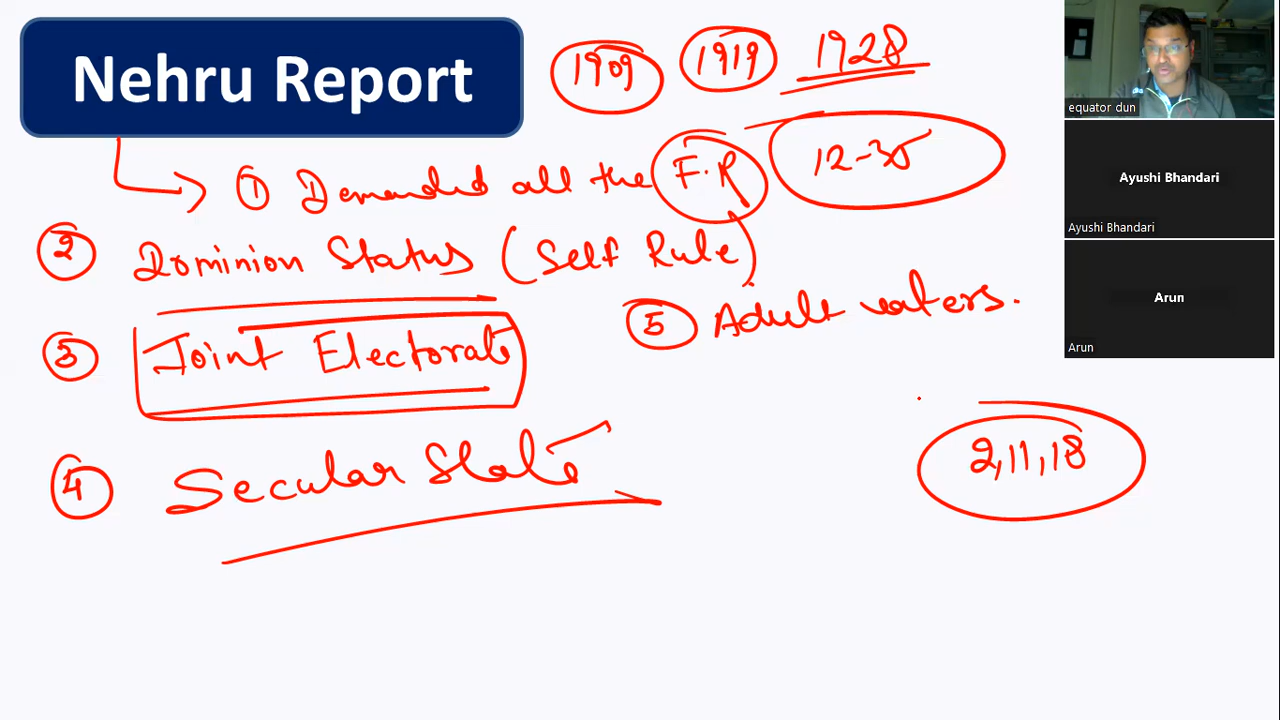 Nehru Report
1909 1919 1928
① Demanded all the F.R 12-35
② Dominion Status (Self Rule)
③ Joint Electorate
④ Secular State
⑤ Adult voters.
2,11,18
equator dun
Ayushi Bhandari
Ayushi Bhandari
Arun
Arun